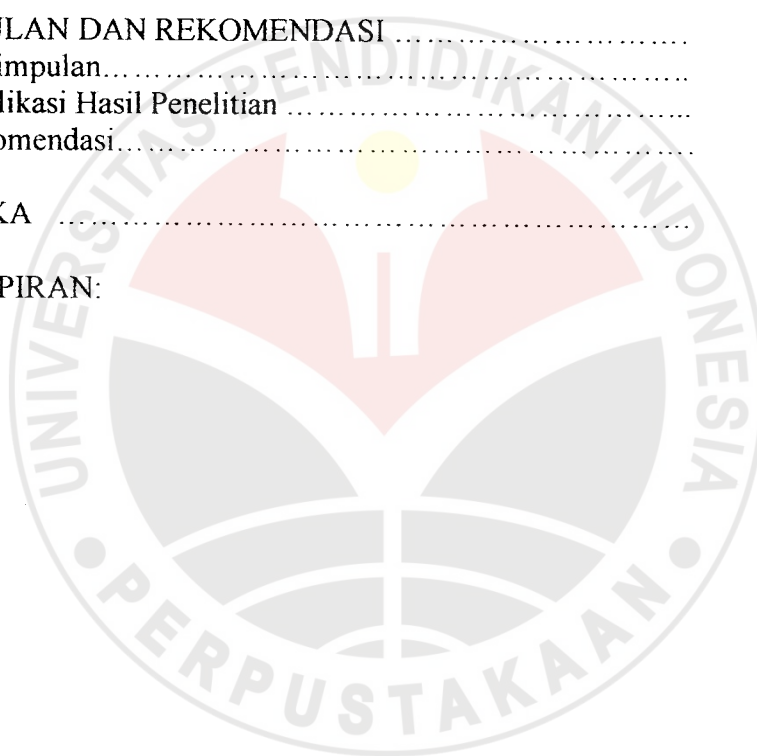 ULAN DAN REKOMENDASI ........................
impulan....................................................
likasi Hasil Penelitian ....................................
omendasi....................................................
KA ........................................................
PIRAN:
UNIVERSITAS PENDIDIKAN INDONESIA
PERPUSTAKAAN